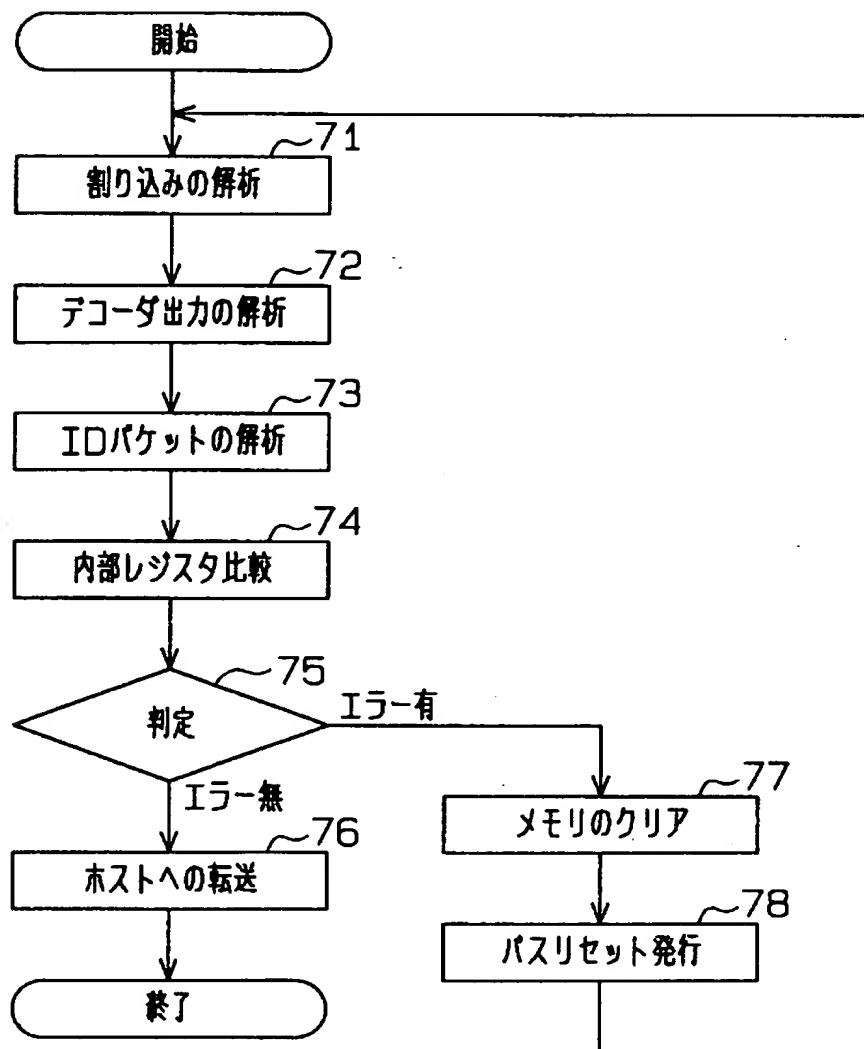 開始
71
割り込みの解析
72
デコーダ出力の解析
73
IDパケットの解析
74
内部レジスタ比較
75
判定
エラー有
エラー無
77
メモリのクリア
76
ホストへの転送
78
バスリセット発行
終了